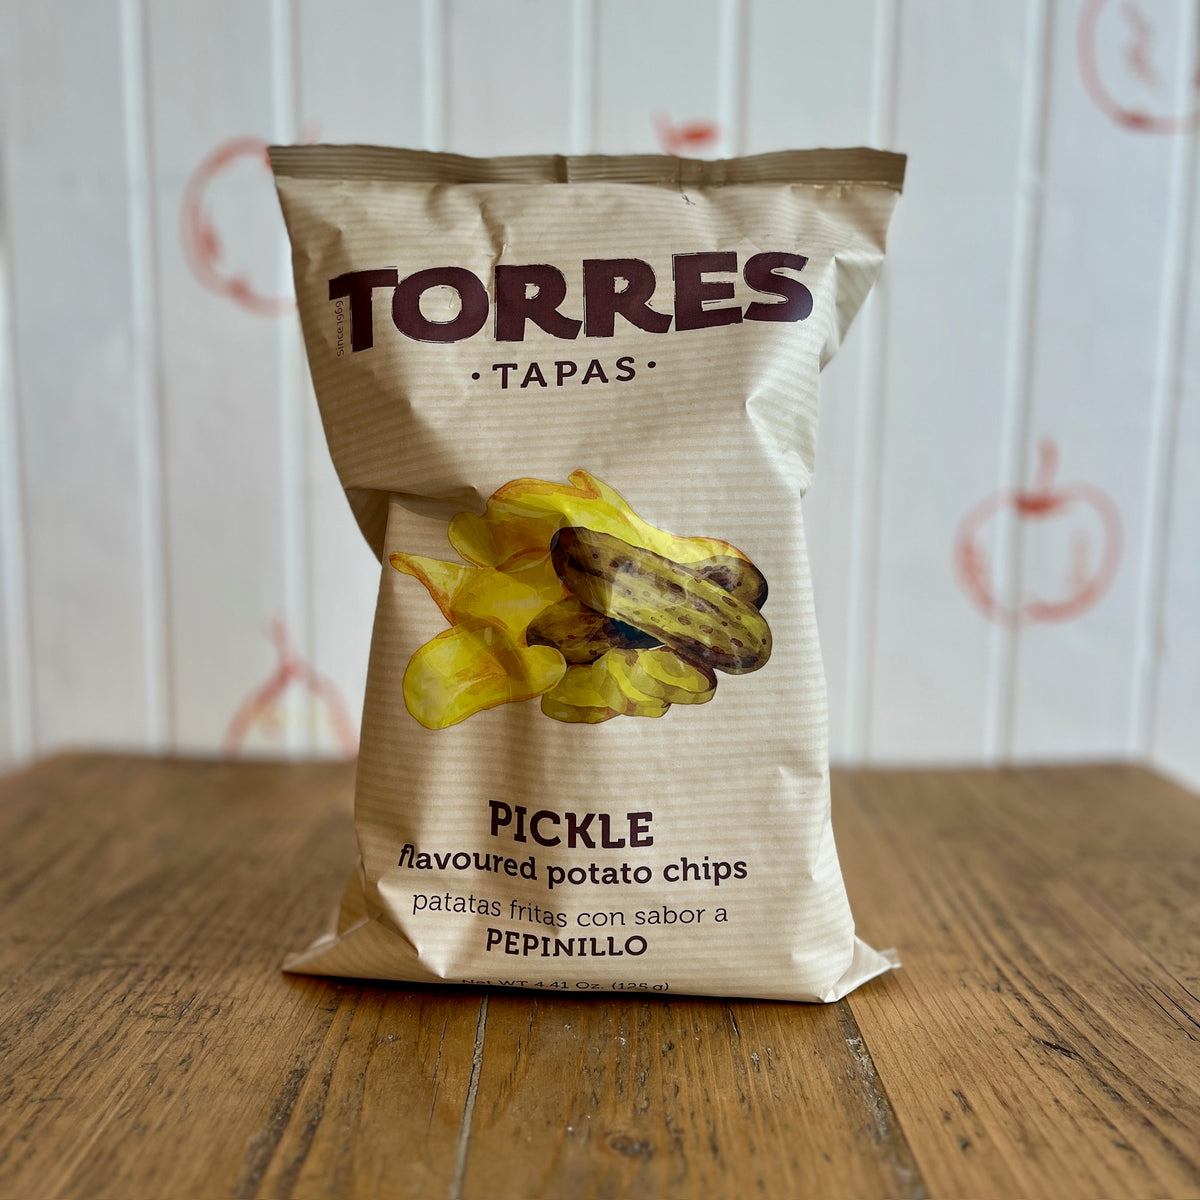 TORRES
Since 1969
· TAPAS ·
PICKLE
flavoured potato chips
patatas fritas con sabor a
PEPINILLO
Net WT 4.41 Oz. (125 g)